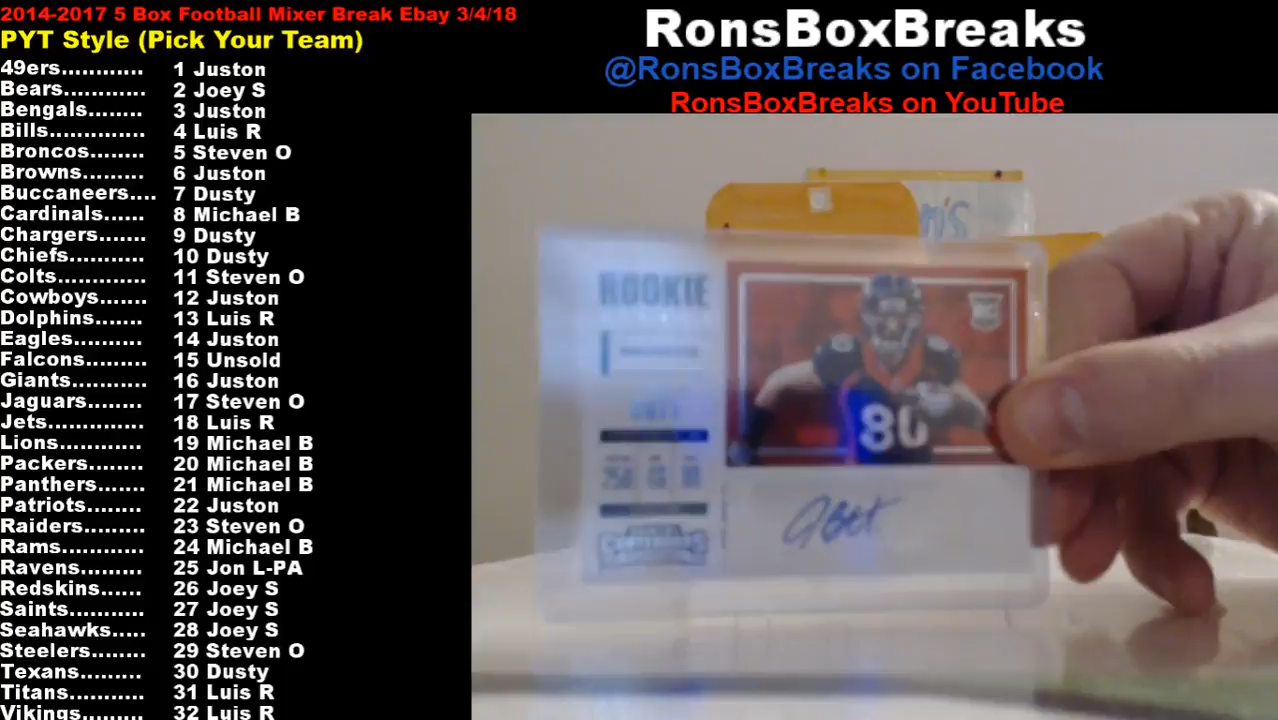 2014-2017 5 Box Football Mixer Break Ebay 3/4/18
PYT Style (Pick Your Team)
49ers............ 1 Juston
Bears............ 2 Joey S
Bengals........ 3 Juston
Bills.............. 4 Luis R
Broncos........ 5 Steven O
Browns......... 6 Juston
Buccaneers.... 7 Dusty
Cardinals...... 8 Michael B
Chargers....... 9 Dusty
Chiefs........... 10 Dusty
Colts............. 11 Steven O
Cowboys....... 12 Juston
Dolphins........ 13 Luis R
Eagles........... 14 Juston
Falcons......... 15 Unsold
Giants........... 16 Juston
Jaguars........ 17 Steven O
Jets.............. 18 Luis R
Lions............ 19 Michael B
Packers........ 20 Michael B
Panthers....... 21 Michael B
Patriots........ 22 Juston
Raiders......... 23 Steven O
Rams............ 24 Michael B
Ravens......... 25 Jon L-PA
Redskins...... 26 Joey S
Saints........... 27 Joey S
Seahawks..... 28 Joey S
Steelers........ 29 Steven O
Texans......... 30 Dusty
Titans........... 31 Luis R
Vikings......... 32 Luis R
RonsBoxBreaks
@RonsBoxBreaks on Facebook
RonsBoxBreaks on YouTube
ROOKIE
80